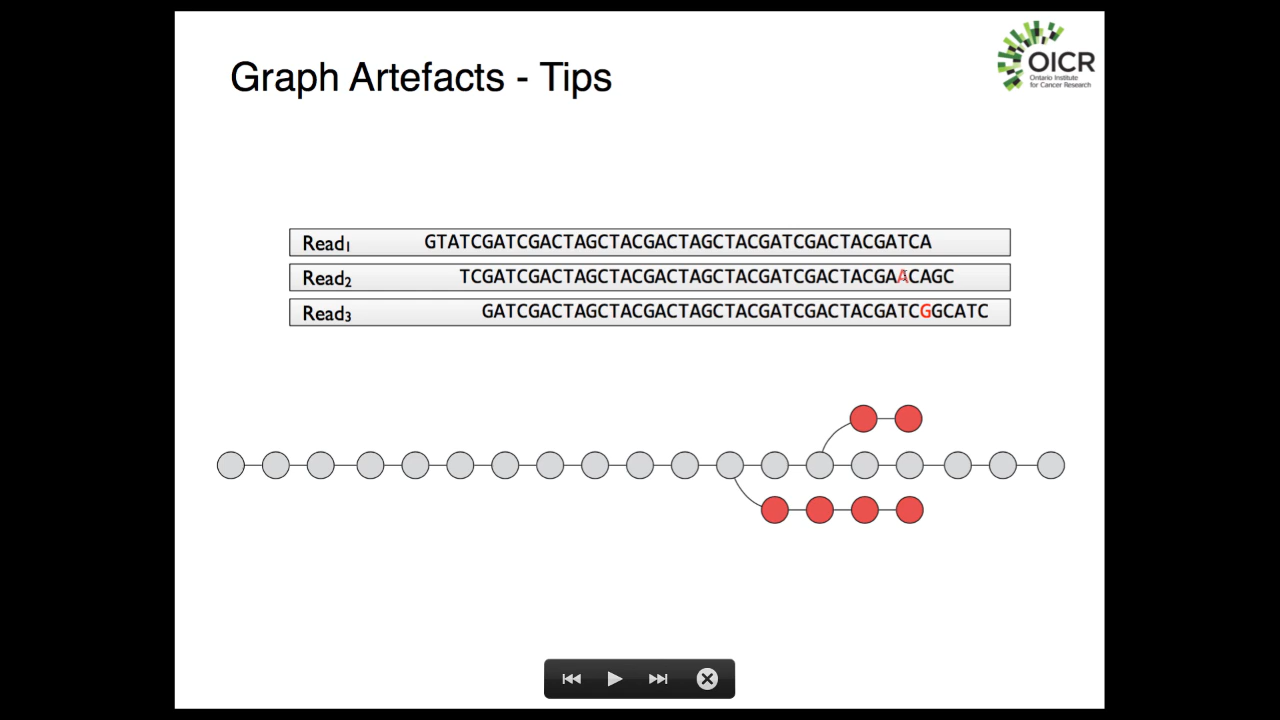 Graph Artefacts - Tips
OICR
Ontario Institute
for Cancer Research
Read1 GTATCGATCGACTAGCTACGACTAGCTACGATCGACTACGATCA
Read2 TCGATCGACTAGCTACGACTAGCTACGATCGACTACGAACAGC
Read3 GATCGACTAGCTACGACTAGCTACGATCGACTACGATCGGCATC